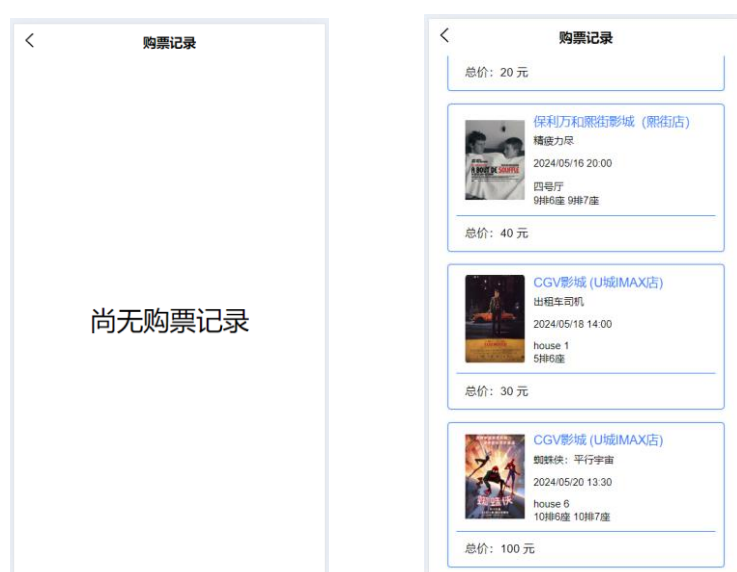 购票记录
尚无购票记录
购票记录
总价：20 元
保利万和熙街影城（熙街店）
精疲力尽
2024/05/16 20:00
四号厅
9排6座 9排7座
A BOUT DE SOUFFLE
总价：40 元
CGV影城 (U城IMAX店)
出租车司机
2024/05/18 14:00
house 1
5排6座
总价：30 元
CGV影城 (U城IMAX店)
蜘蛛侠：平行宇宙
2024/05/20 13:30
house 6
10排6座 10排7座
蜘蛛侠
总价：100 元